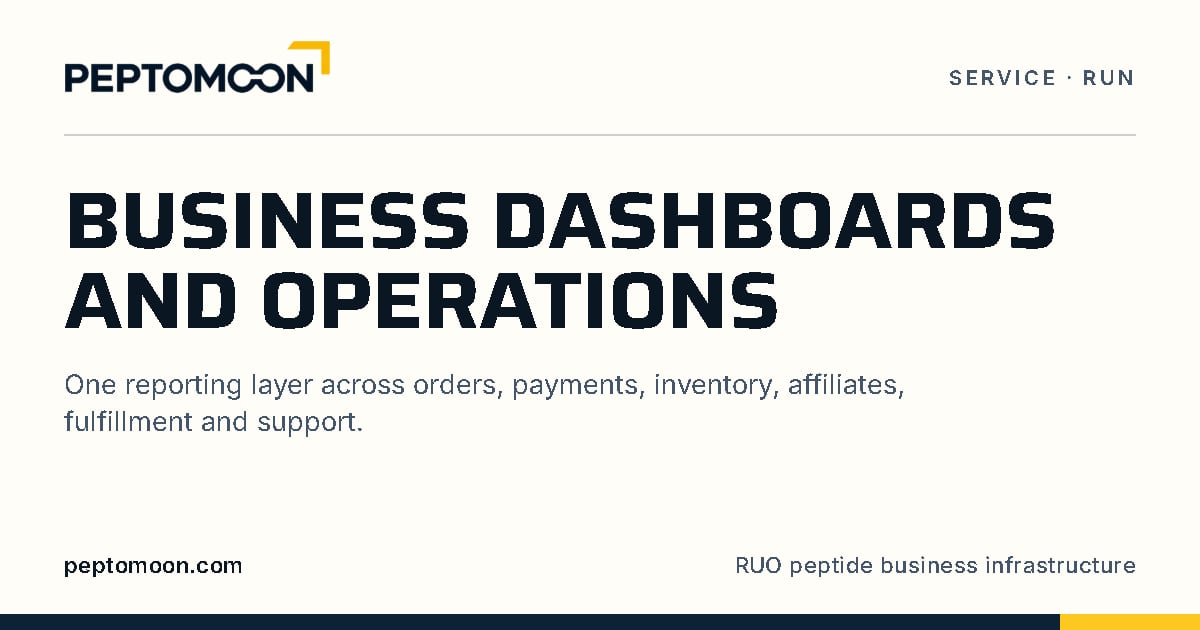 PEPTOMOON
SERVICE · RUN
BUSINESS DASHBOARDS
AND OPERATIONS
One reporting layer across orders, payments, inventory, affiliates,
fulfillment and support.
peptomoon.com
RUO peptide business infrastructure